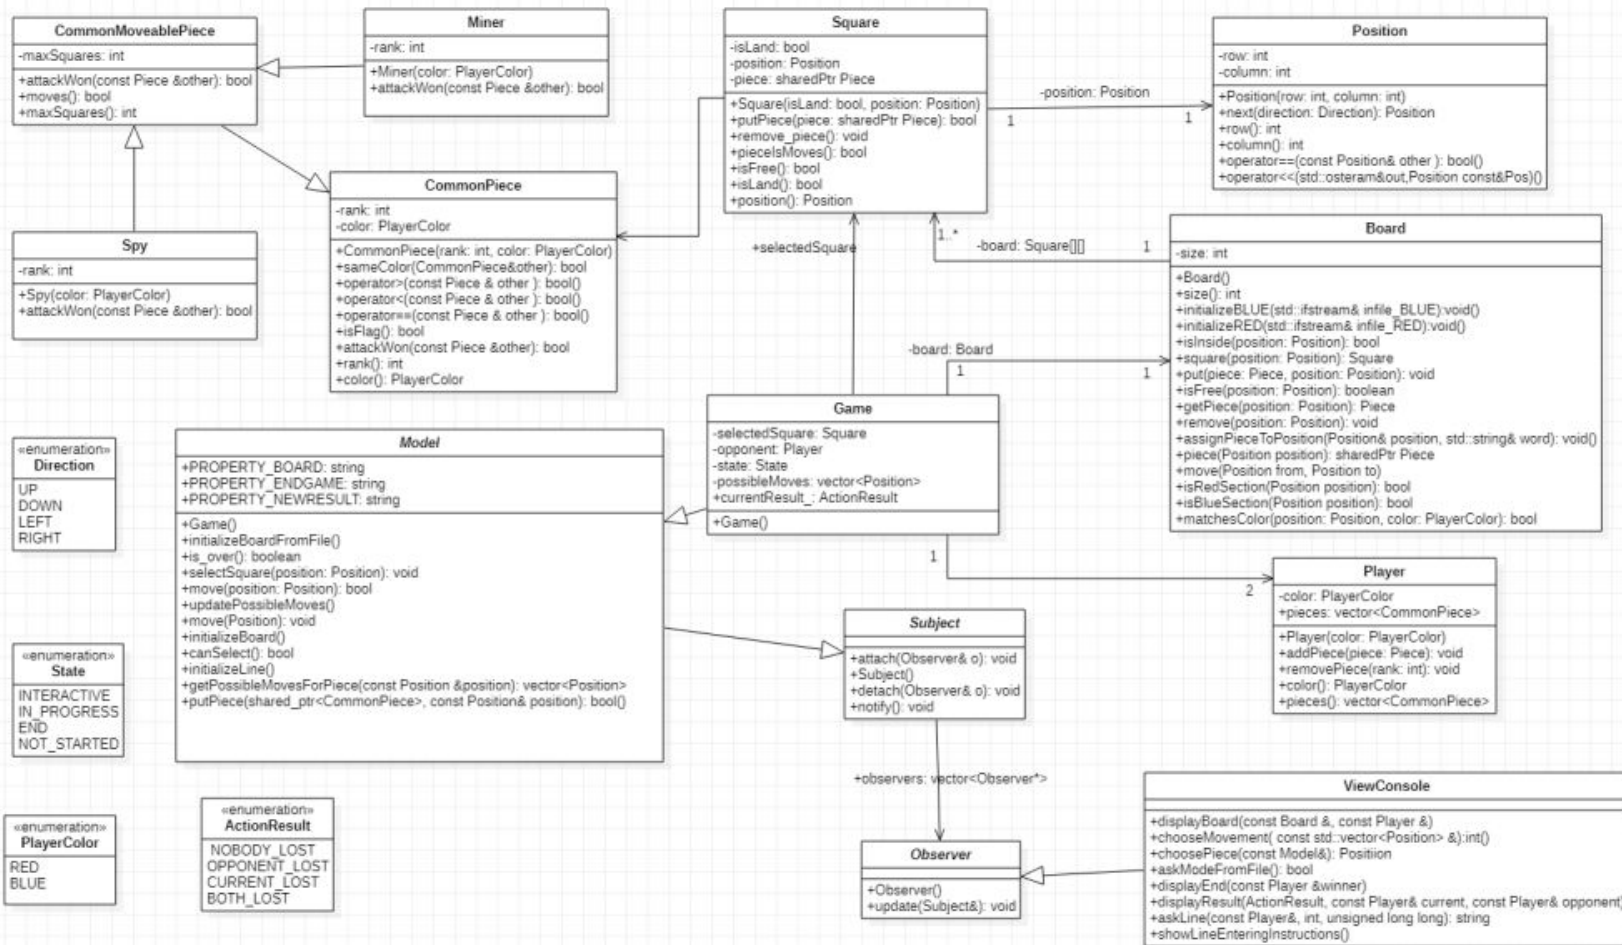 CommonMoveablePiece
-maxSquares: int
+attackWon(const Piece &other): bool
+moves(): bool
+maxSquares(): int
Miner
-rank: int
+Miner(color: PlayerColor)
+attackWon(const Piece &other): bool
Square
-isLand: bool
-position: Position
-piece: sharedPtr Piece
+Square(isLand: bool, position: Position)
+putPiece(piece: sharedPtr Piece): bool
+remove_piece(): void
+pieceIsMoves(): bool
+isFree(): bool
+isLand(): bool
+position(): Position
-position: Position
1
1
Position
-row: int
-column: int
+Position(row: int, column: int)
+next(direction: Direction): Position
+row(): int
+column(): int
+operator==(const Position& other ): bool()
+operator<<(std::osteram&out,Position const&Pos)()
CommonPiece
-rank: int
-color: PlayerColor
+CommonPiece(rank: int, color: PlayerColor)
+sameColor(CommonPiece&other): bool
+operator>(const Piece & other ): bool()
+operator<(const Piece & other ): bool()
+operator==(const Piece & other ): bool()
+isFlag(): bool
+attackWon(const Piece &other): bool
+rank(): int
+color(): PlayerColor
Spy
-rank: int
+Spy(color: PlayerColor)
+attackWon(const Piece &other): bool
+selectedSquare
1..*
-board: Square[][]
1
Board
-size: int
+Board()
+size(): int
+initializeBLUE(std::ifstream& infile_BLUE):void()
+initializeRED(std::ifstream& infile_RED):void()
+isInside(position: Position): bool
+square(position: Position): Square
+put(piece: Piece, position: Position): void
+isFree(position: Position): boolean
+getPiece(position: Position): Piece
+remove(position: Position): void
+assignPieceToPosition(Position& position, std::string& word): void()
+piece(Position position): sharedPtr Piece
+move(Position from, Position to)
+isRedSection(Position position): bool
+isBlueSection(Position position): bool
+matchesColor(position: Position, color: PlayerColor): bool
-board: Board
1
1
Game
-selectedSquare: Square
-opponent: Player
-state: State
-possibleMoves: vector<Position>
+currentResult_: ActionResult
+Game()
1
2
«enumeration»
Direction
UP
DOWN
LEFT
RIGHT
Model
+PROPERTY_BOARD: string
+PROPERTY_ENDGAME: string
+PROPERTY_NEWRESULT: string
+Game()
+initializeBoardFromFile()
+is_over(): boolean
+selectSquare(position: Position): void
+move(position: Position): bool
+updatePossibleMoves()
+move(Position): void
+initializeBoard()
+canSelect(): bool
+initializeLine()
+getPossibleMovesForPiece(const Position &position): vector<Position>
+putPiece(shared_ptr<CommonPiece>, const Position& position): bool()
Player
-color: PlayerColor
+pieces: vector<CommonPiece>
+Player(color: PlayerColor)
+addPiece(piece: Piece): void
+removePiece(rank: int): void
+color(): PlayerColor
+pieces(): vector<CommonPiece>
Subject
+attach(Observer& o): void
+Subject()
+detach(Observer& o): void
+notify(): void
«enumeration»
State
INTERACTIVE
IN_PROGRESS
END
NOT_STARTED
+observers: vector<Observer*>
«enumeration»
PlayerColor
RED
BLUE
«enumeration»
ActionResult
NOBODY_LOST
OPPONENT_LOST
CURRENT_LOST
BOTH_LOST
Observer
+Observer()
+update(Subject&): void
ViewConsole
+displayBoard(const Board &, const Player &)
+chooseMovement( const std::vector<Position> &):int()
+choosePiece(const Model&): Positiion
+askModeFromFile(): bool
+displayEnd(const Player &winner)
+displayResult(ActionResult, const Player& current, const Player& opponent)
+askLine(const Player&, int, unsigned long long): string
+showLineEnteringInstructions()